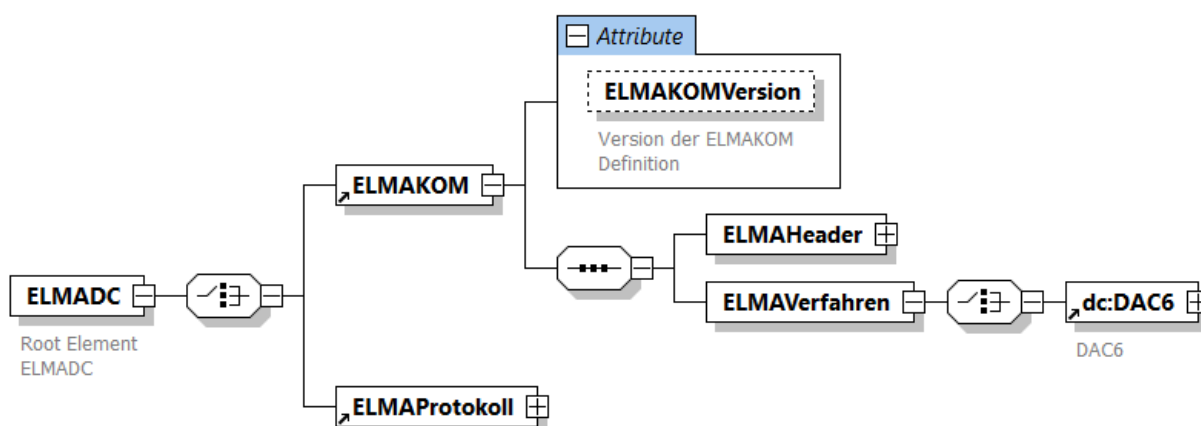 Attribute
ELMAKOMVersion
Version der ELMAKOM
Definition
ELMAKOM
ELMAHeader
ELMADC
ELMAVerfahren
dc:DAC6
Root Element
ELMADC
DAC6
ELMAProtokoll